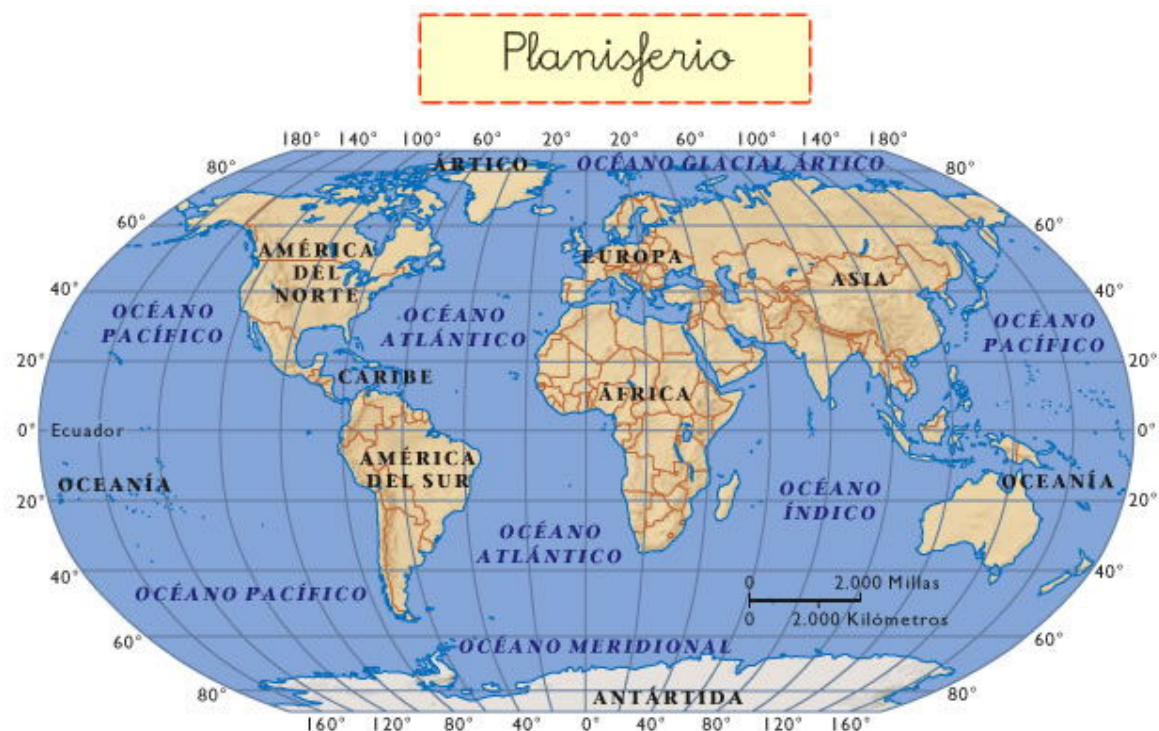 Planisferio
180° 140° 100° 60° 20° 20° 60° 100° 140° 180°
80° ÁRTICO OCÉANO GLACIAL ÁRTICO 80°
60° 60°
AMÉRICA
DEL
NORTE
EUROPA
ASIA
40° 40°
OCÉANO
PACÍFICO
OCÉANO
ATLÁNTICO
OCÉANO
PACÍFICO
20° 20°
CARIBE
ÁFRICA
0° Ecuador 0°
AMÉRICA
DEL SUR
OCEANÍA
OCEANÍA
20° 20°
OCÉANO
ÍNDICO
OCÉANO
ATLÁNTICO
40° 40°
0 2.000 Millas
0 2.000 Kilómetros
OCÉANO PACÍFICO
60° 60°
OCÉANO MERIDIONAL
80° ANTÁRTIDA 80°
160° 120° 80° 40° 0° 40° 80° 120° 160°